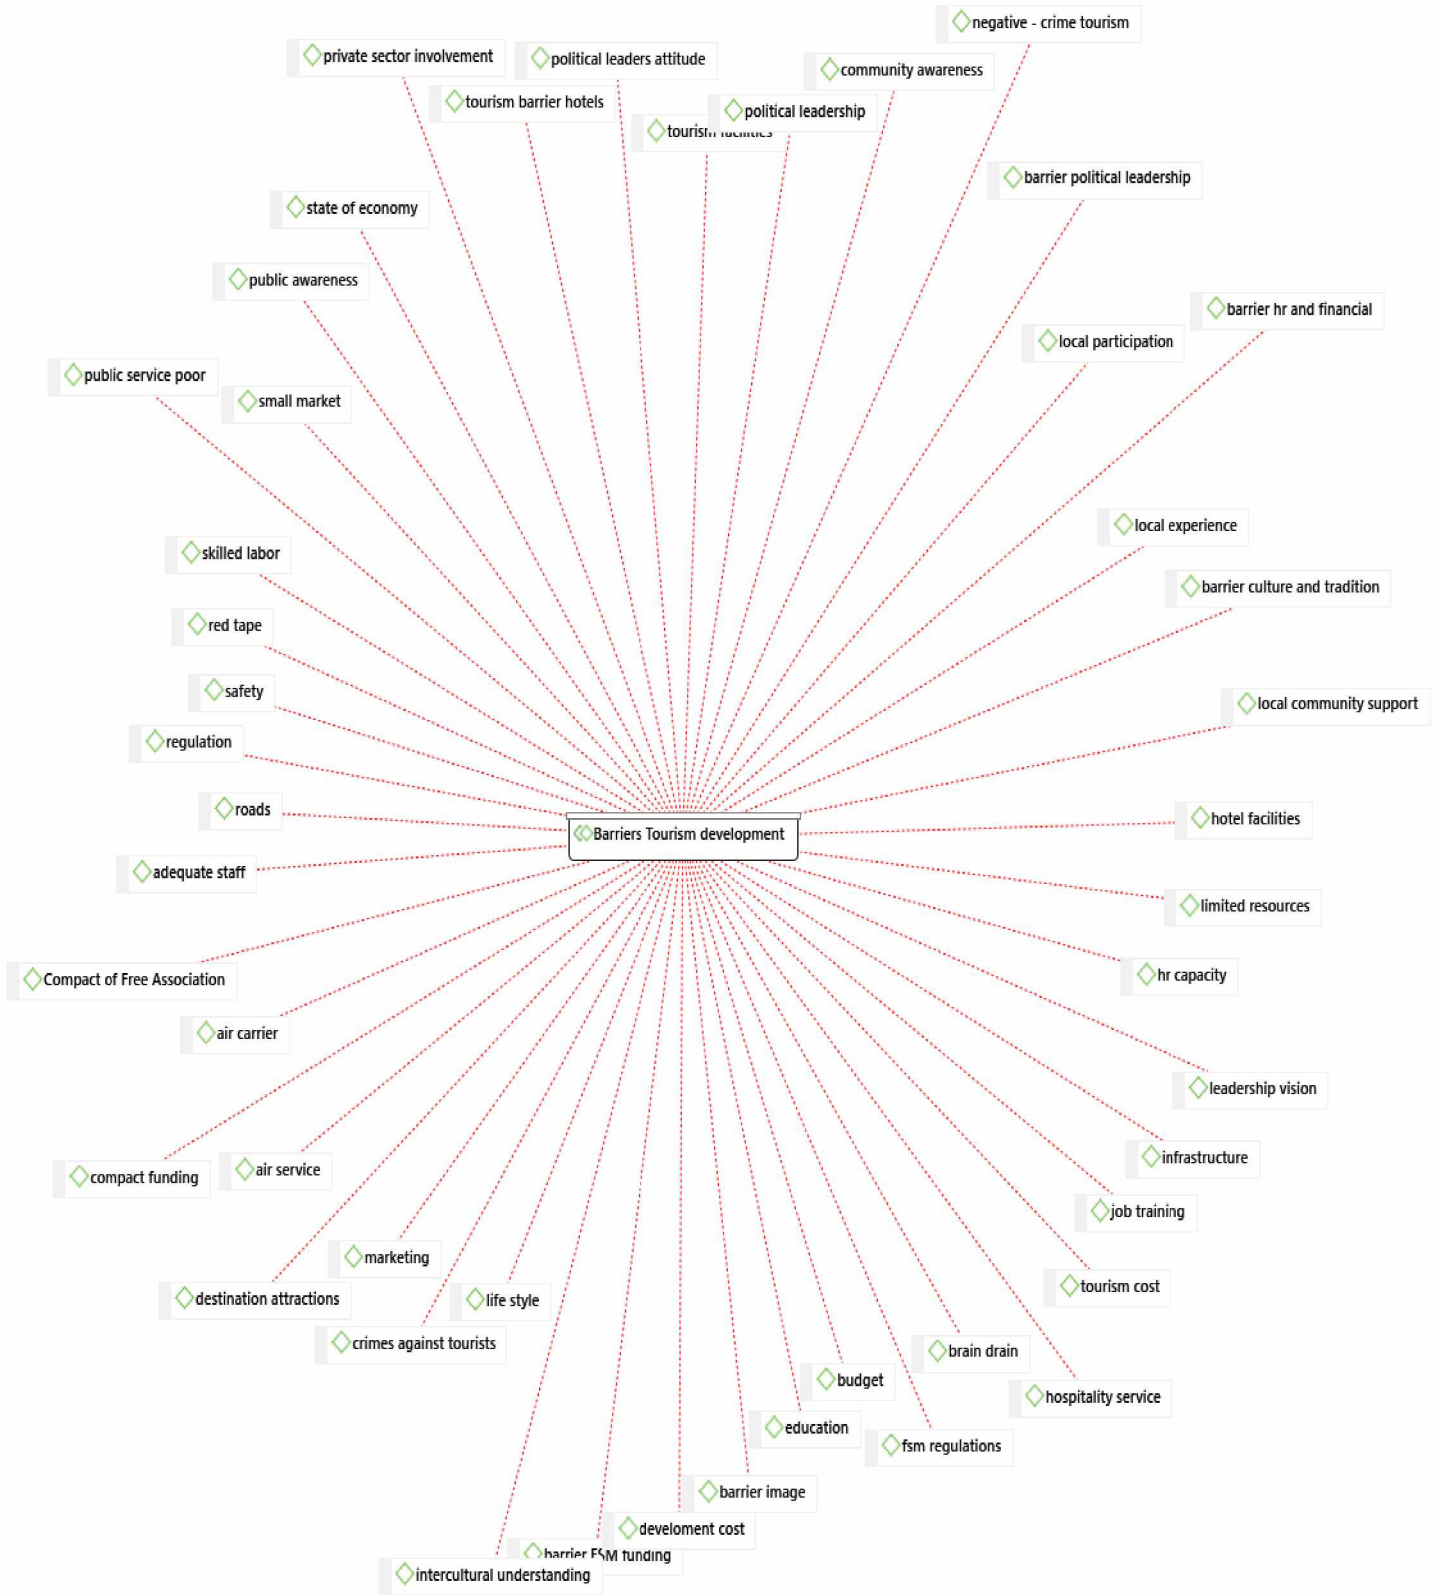 negative - crime tourism
private sector involvement
political leaders attitude
community awareness
tourism barrier hotels
political leadership
tourism facilities
barrier political leadership
state of economy
public awareness
barrier hr and financial
local participation
public service poor
small market
local experience
skilled labor
barrier culture and tradition
red tape
safety
local community support
regulation
roads
hotel facilities
Barriers Tourism development
adequate staff
limited resources
hr capacity
Compact of Free Association
air carrier
leadership vision
infrastructure
air service
compact funding
job training
marketing
tourism cost
destination attractions
life style
crimes against tourists
brain drain
budget
hospitality service
education
fsm regulations
barrier image
develoment cost
barrier FSM funding
intercultural understanding